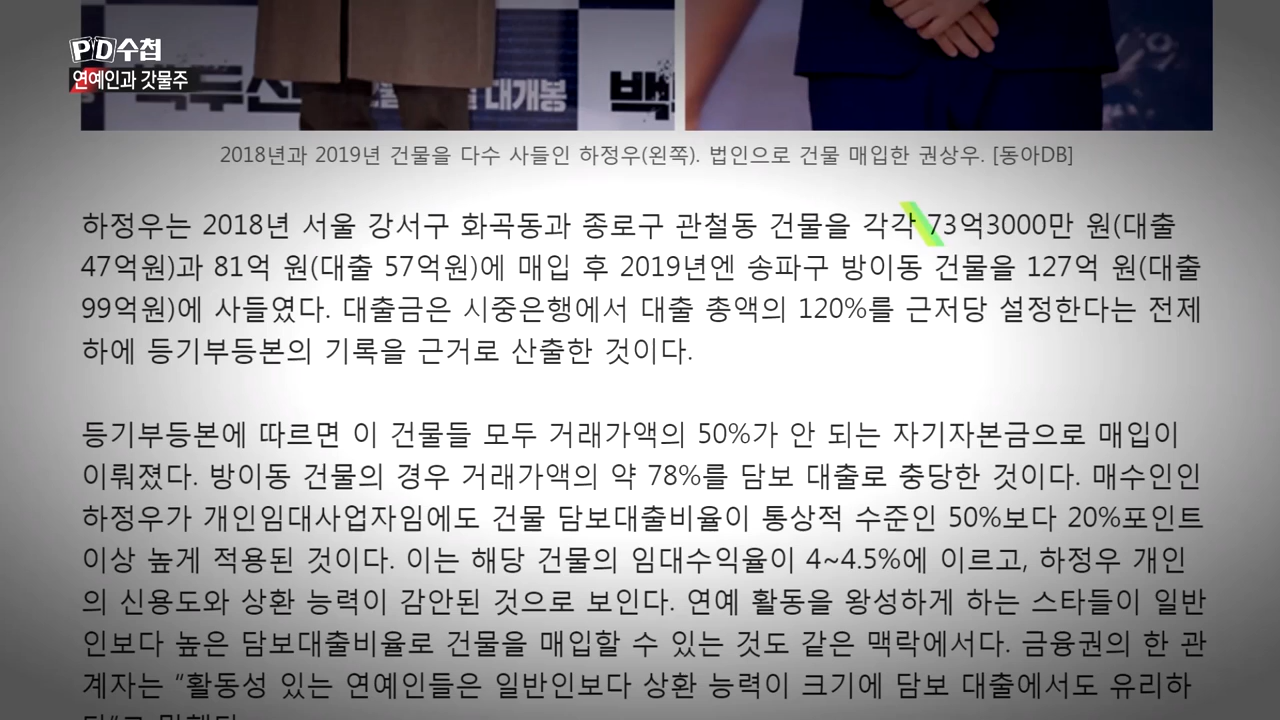 PD수첩
연예인과 갓물주
백두산 대개봉 백
2018년과 2019년 건물을 다수 사들인 하정우(왼쪽). 법인으로 건물 매입한 권상우. [동아DB]
하정우는 2018년 서울 강서구 화곡동과 종로구 관철동 건물을 각각 73억3000만 원(대출
47억원)과 81억 원(대출 57억원)에 매입 후 2019년엔 송파구 방이동 건물을 127억 원(대출
99억원)에 사들였다. 대출금은 시중은행에서 대출 총액의 120%를 근저당 설정한다는 전제
하에 등기부등본의 기록을 근거로 산출한 것이다.
등기부등본에 따르면 이 건물들 모두 거래가액의 50%가 안 되는 자기자본금으로 매입이
이뤄졌다. 방이동 건물의 경우 거래가액의 약 78%를 담보 대출로 충당한 것이다. 매수인인
하정우가 개인임대사업자임에도 건물 담보대출비율이 통상적 수준인 50%보다 20%포인트
이상 높게 적용된 것이다. 이는 해당 건물의 임대수익율이 4~4.5%에 이르고, 하정우 개인
의 신용도와 상환 능력이 감안된 것으로 보인다. 연예 활동을 왕성하게 하는 스타들이 일반
인보다 높은 담보대출비율로 건물을 매입할 수 있는 것도 같은 맥락에서다. 금융권의 한 관
계자는 “활동성 있는 연예인들은 일반인보다 상환 능력이 크기에 담보 대출에서도 유리하